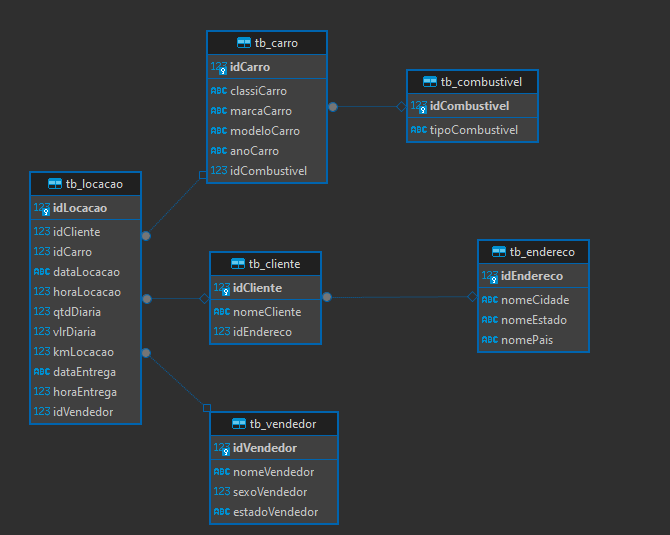 tb_carro
123 idCarro
ABC classiCarro
ABC marcaCarro
ABC modeloCarro
ABC anoCarro
123 idCombustivel
tb_combustivel
123 idCombustivel
ABC tipoCombustivel
tb_locacao
123 idLocacao
123 idCliente
123 idCarro
ABC dataLocacao
123 horaLocacao
123 qtdDiaria
123 vlrDiaria
123 kmLocacao
ABC dataEntrega
123 horaEntrega
123 idVendedor
tb_cliente
123 idCliente
ABC nomeCliente
123 idEndereco
tb_endereco
123 idEndereco
ABC nomeCidade
ABC nomeEstado
ABC nomePais
tb_vendedor
123 idVendedor
ABC nomeVendedor
123 sexoVendedor
ABC estadoVendedor